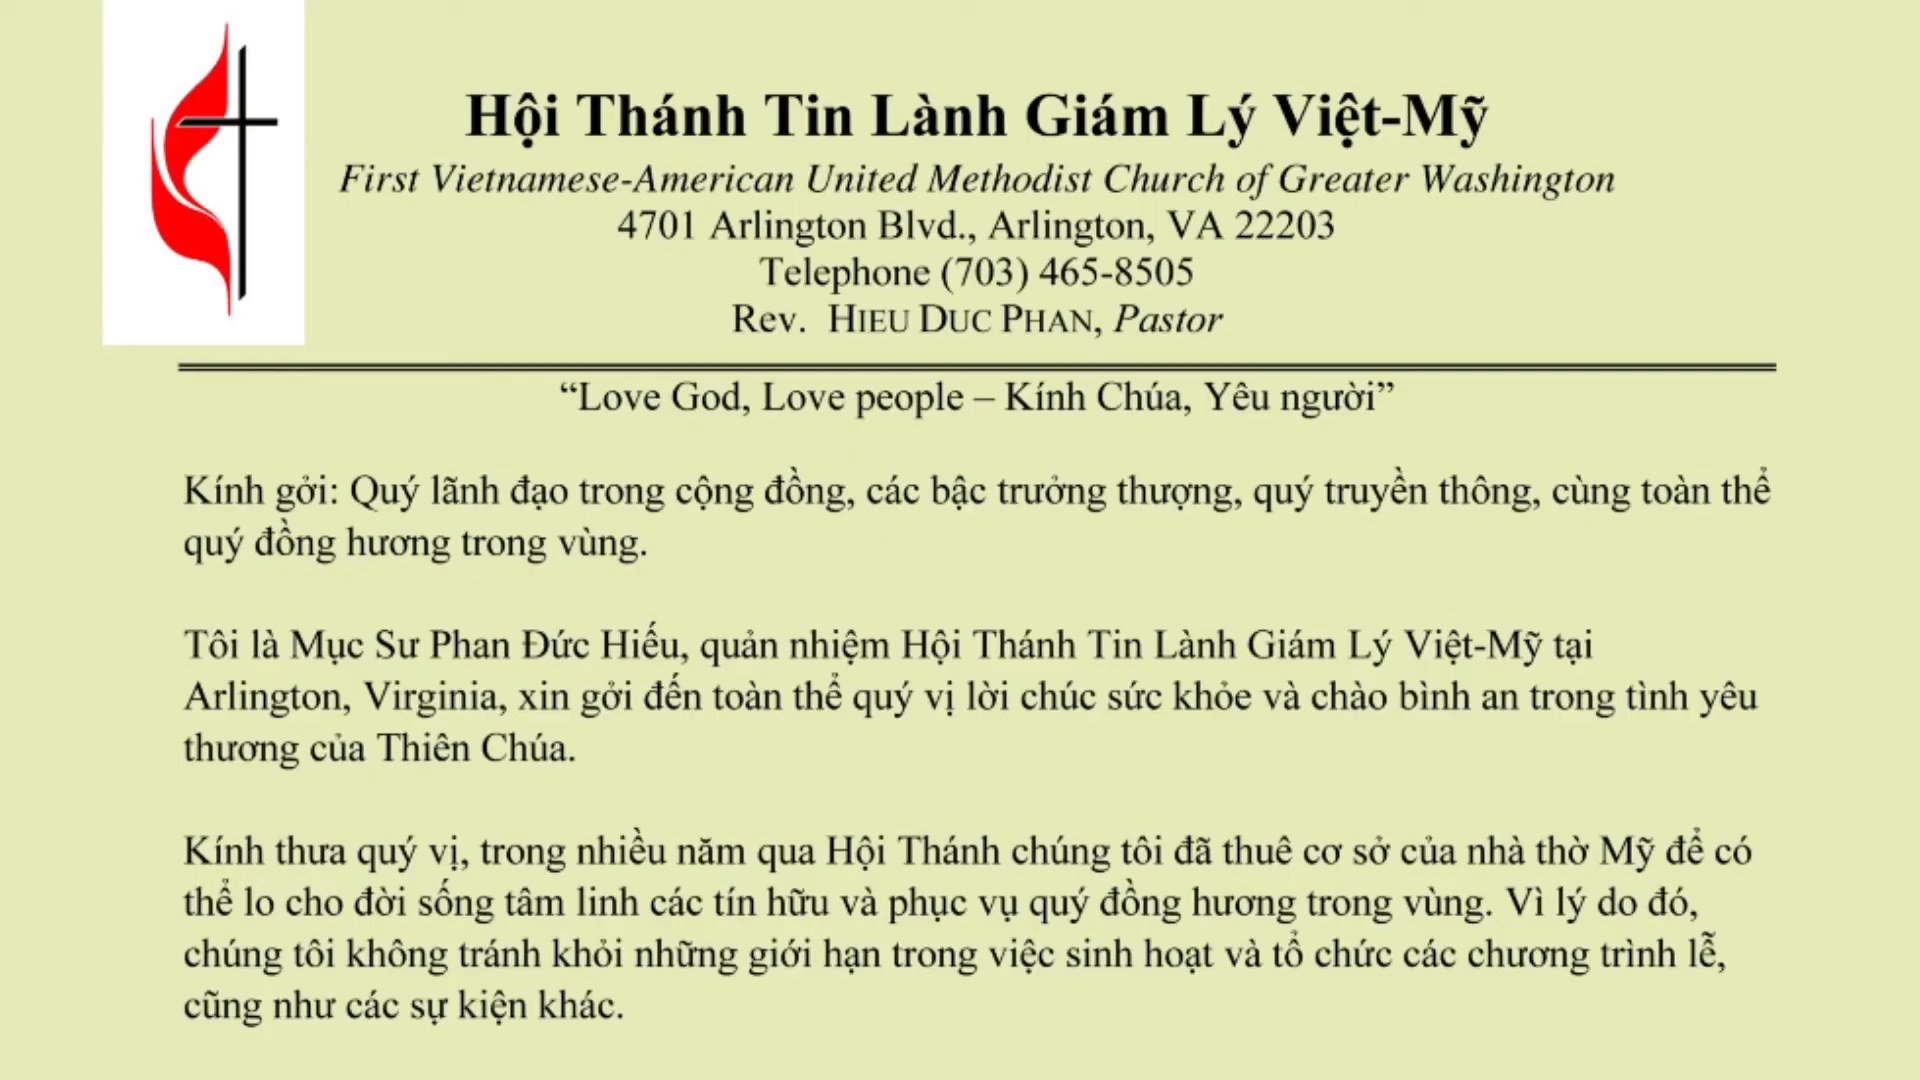 Hội Thánh Tin Lành Giám Lý Việt-Mỹ
First Vietnamese-American United Methodist Church of Greater Washington
4701 Arlington Blvd., Arlington, VA 22203
Telephone (703) 465-8505
Rev. HIEU DUC PHAN, Pastor
“Love God, Love people – Kính Chúa, Yêu người”
Kính gởi: Quý lãnh đạo trong cộng đồng, các bậc trưởng thượng, quý truyền thông, cùng toàn thể
quý đồng hương trong vùng.
Tôi là Mục Sư Phan Đức Hiếu, quản nhiệm Hội Thánh Tin Lành Giám Lý Việt-Mỹ tại
Arlington, Virginia, xin gởi đến toàn thể quý vị lời chúc sức khỏe và chào bình an trong tình yêu
thương của Thiên Chúa.
Kính thưa quý vị, trong nhiều năm qua Hội Thánh chúng tôi đã thuê cơ sở của nhà thờ Mỹ để có
thể lo cho đời sống tâm linh các tín hữu và phục vụ quý đồng hương trong vùng. Vì lý do đó,
chúng tôi không tránh khỏi những giới hạn trong việc sinh hoạt và tổ chức các chương trình lễ,
cũng như các sự kiện khác.